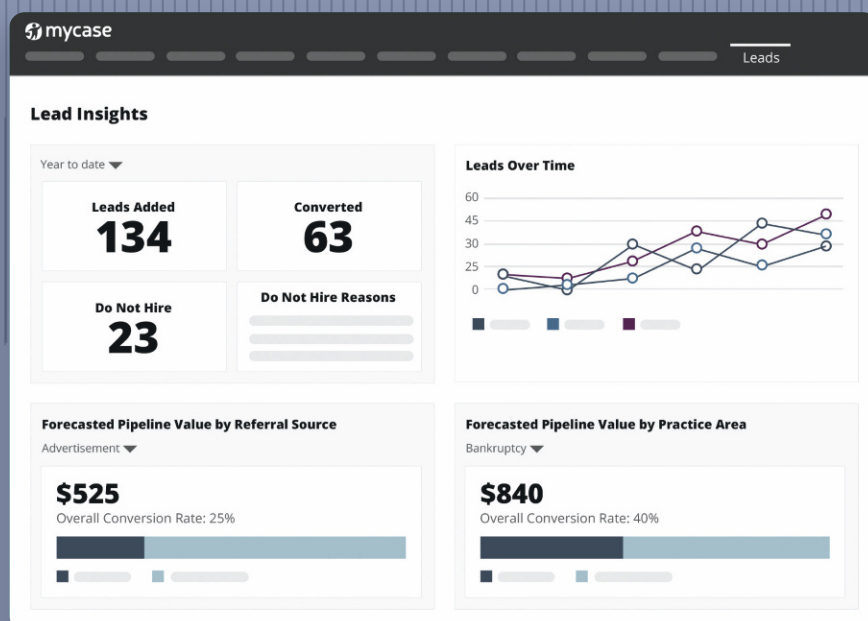 mycase
Leads
Lead Insights
Year to date
Leads Added
134
Converted
63
Do Not Hire
23
Do Not Hire Reasons
Leads Over Time
60
45
30
25
0
Forecasted Pipeline Value by Referral Source
Advertisement
$525
Overall Conversion Rate: 25%
Forecasted Pipeline Value by Practice Area
Bankruptcy
$840
Overall Conversion Rate: 40%